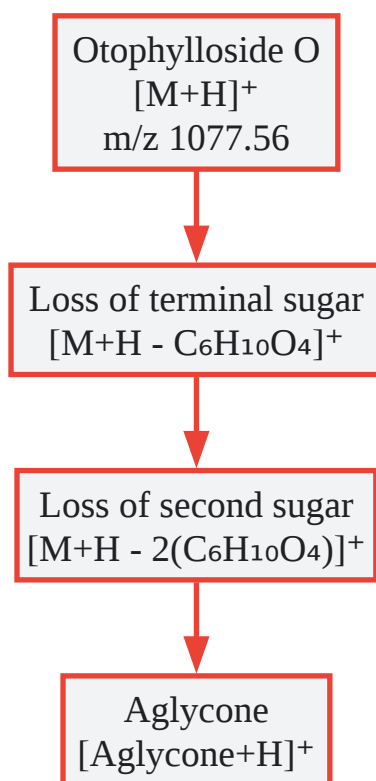 Otophylloside O
[M+H]⁺
m/z 1077.56
Loss of terminal sugar
[M+H - C₆H₁₀O₄]⁺
Loss of second sugar
[M+H - 2(C₆H₁₀O₄)]⁺
Aglycone
[Aglycone+H]⁺